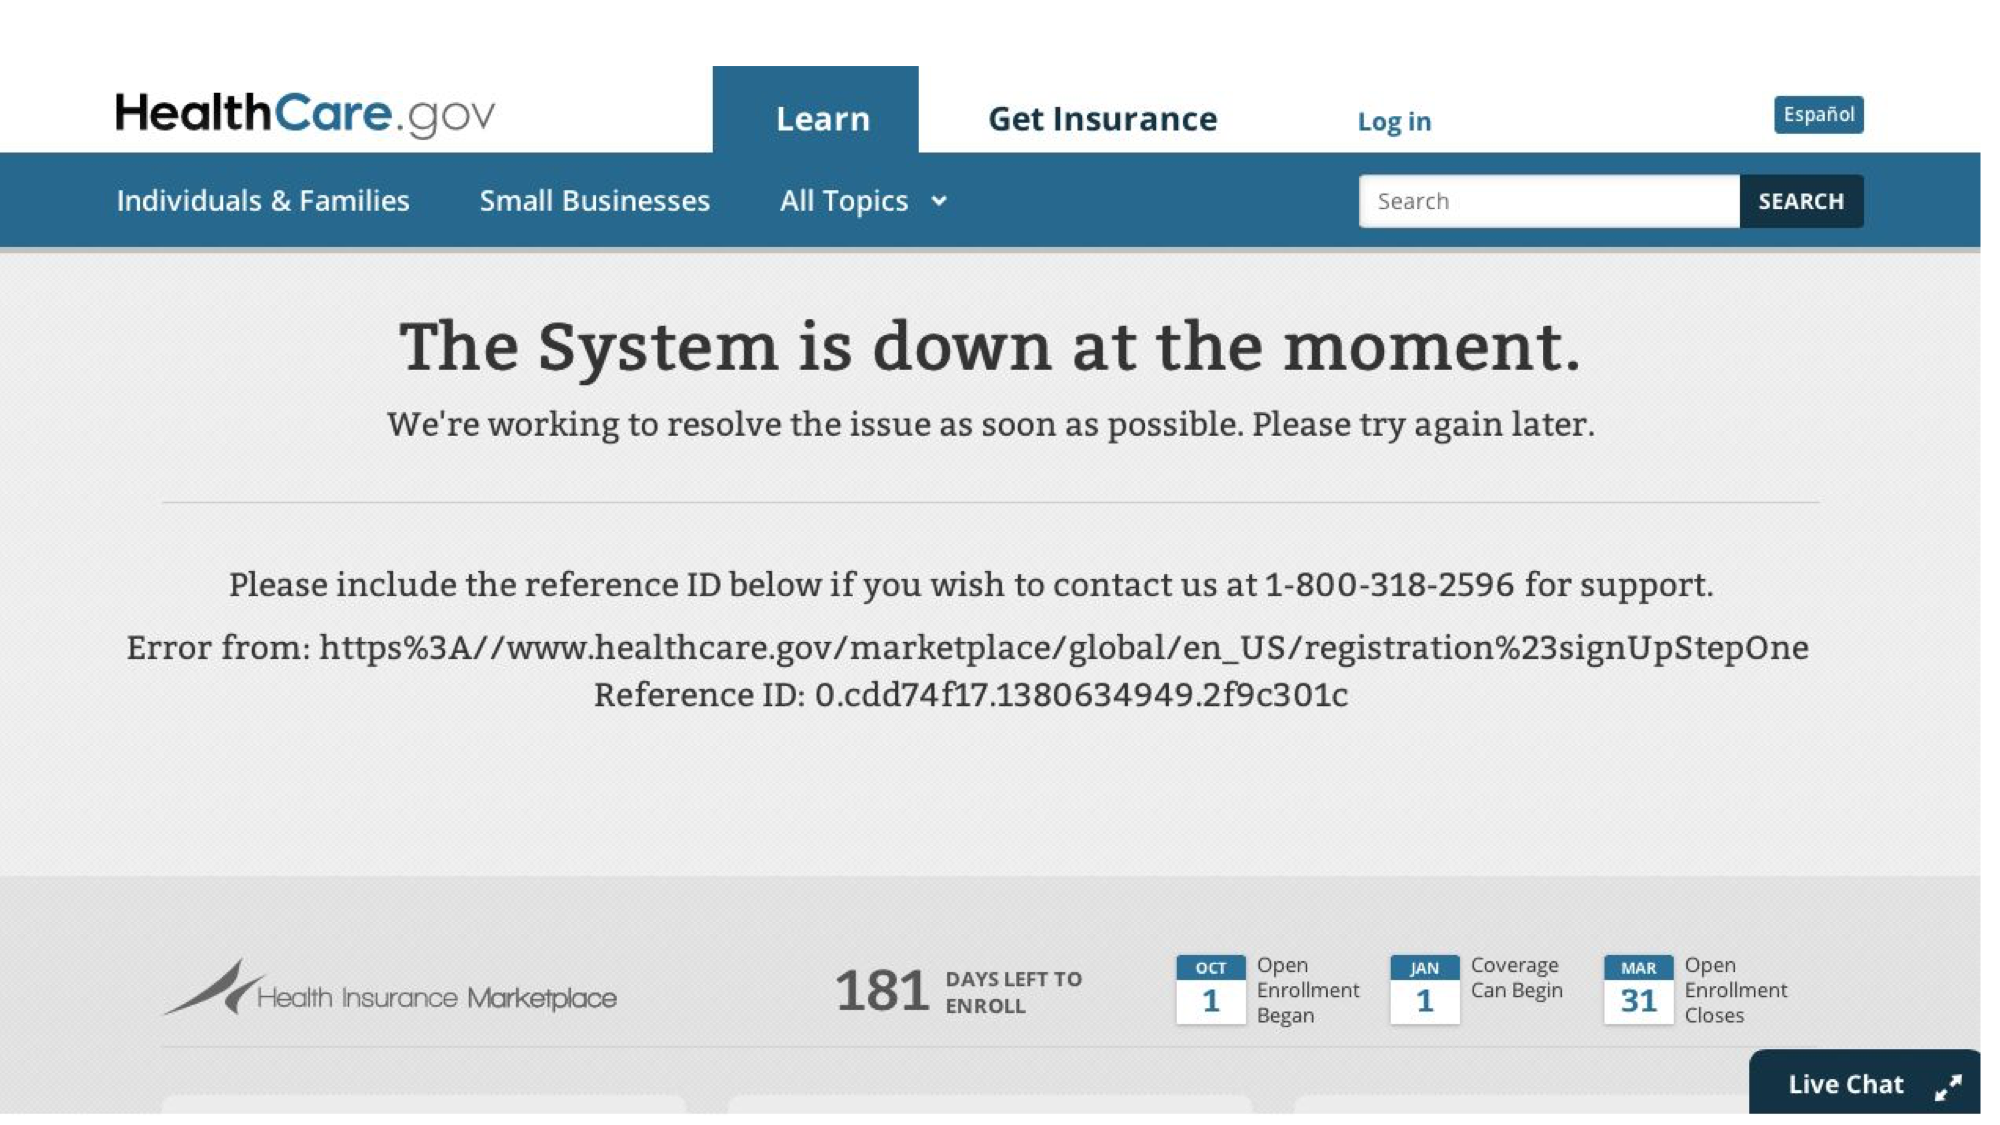 HealthCare.gov
Learn
Get Insurance
Log in
Español
Individuals & Families
Small Businesses
All Topics
Search
SEARCH
The System is down at the moment.
We're working to resolve the issue as soon as possible. Please try again later.
Please include the reference ID below if you wish to contact us at 1-800-318-2596 for support.
Error from: https%3A//www.healthcare.gov/marketplace/global/en_US/registration%23signUpStepOne
Reference ID: 0.cdd74f17.1380634949.2f9c301c
Health Insurance Marketplace
181
DAYS LEFT TO
ENROLL
OCT
1
Open
Enrollment
Began
JAN
1
Coverage
Can Begin
MAR
31
Open
Enrollment
Closes
Live Chat